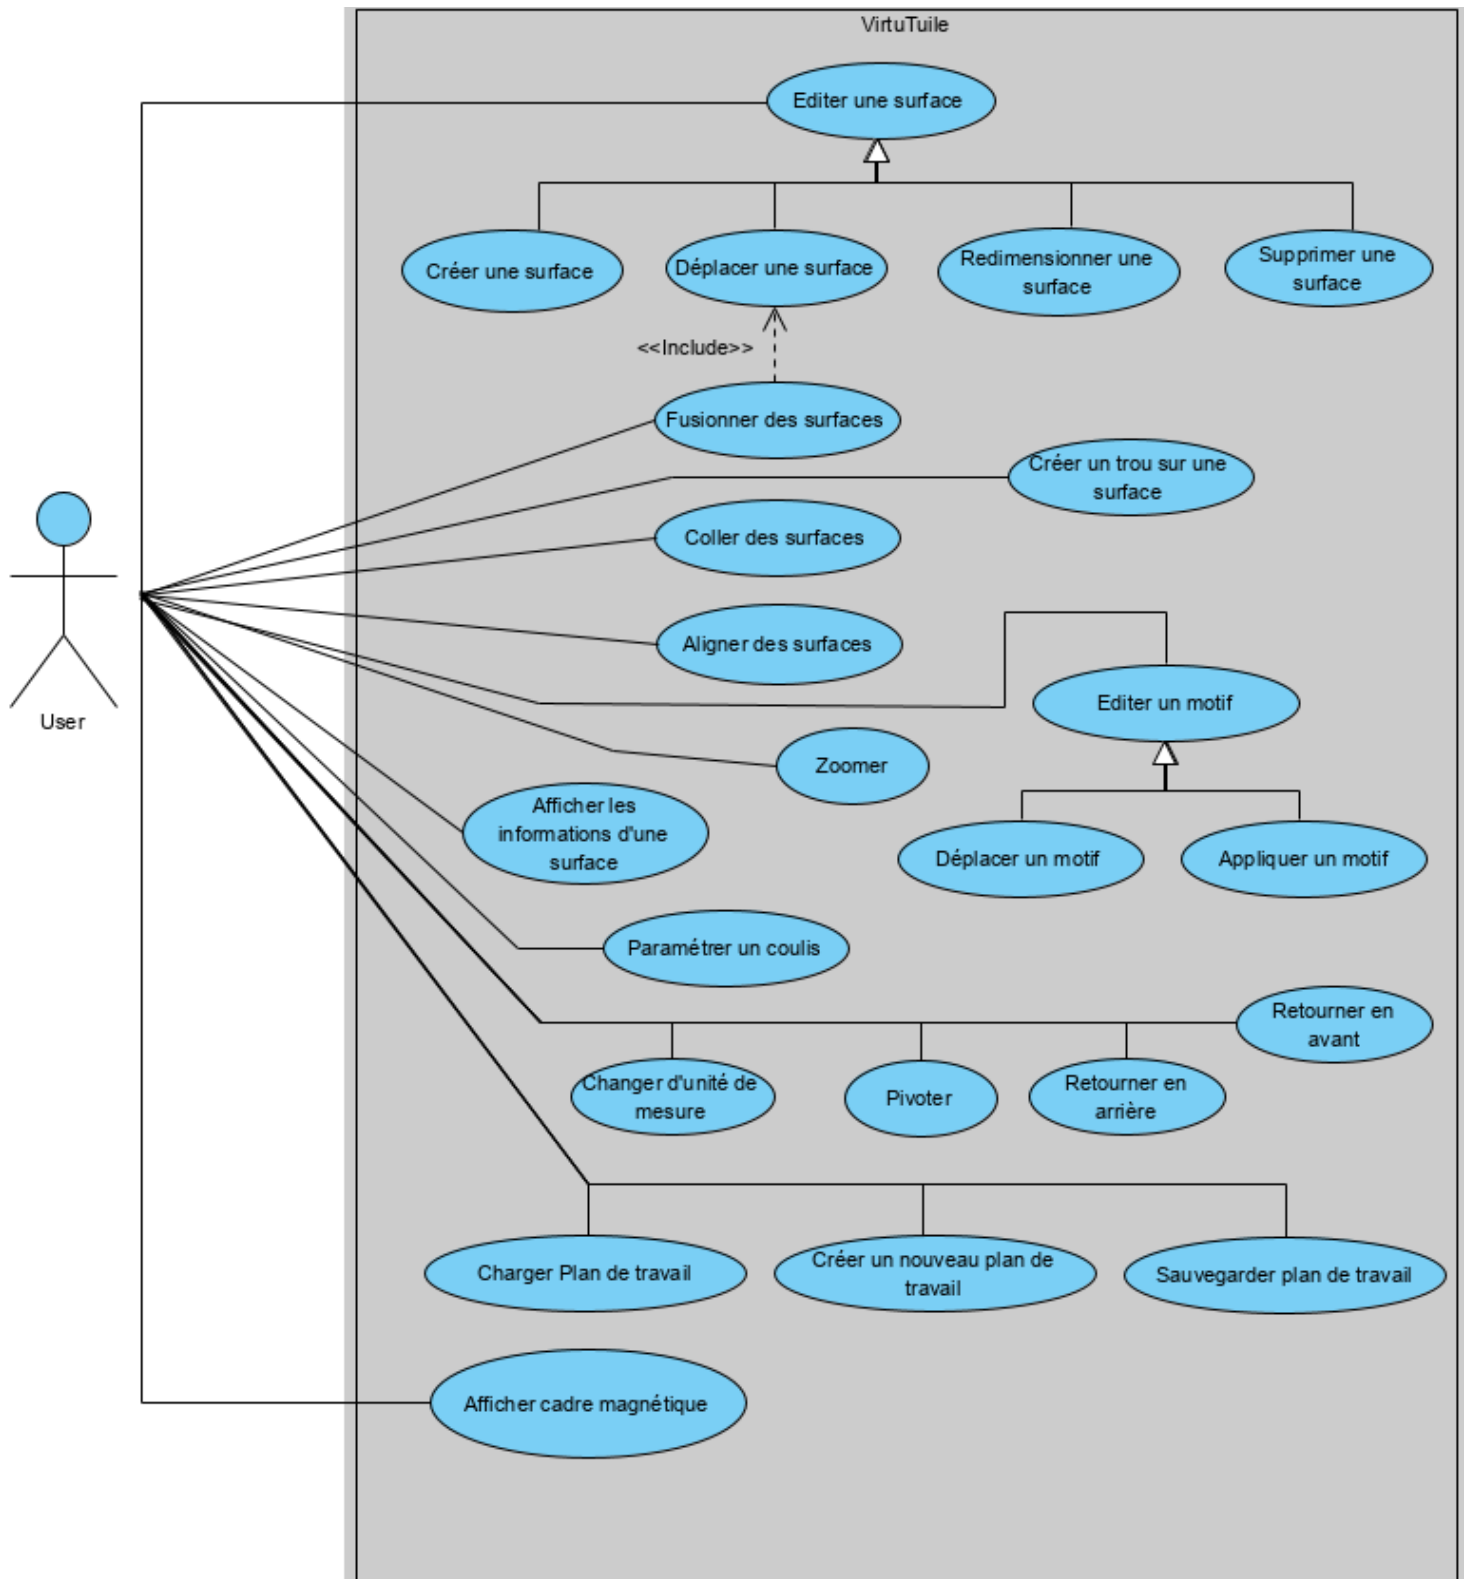 VirtuTuile
Editer une surface
Créer une surface
Déplacer une surface
Redimensionner une
surface
Supprimer une
surface
<<Include>>
Fusionner des surfaces
Créer un trou sur une
surface
Coller des surfaces
Aligner des surfaces
Editer un motif
User
Zoomer
Afficher les
informations d'une
surface
Déplacer un motif
Appliquer un motif
Paramétrer un coulis
Retourner en
avant
Changer d'unité de
mesure
Pivoter
Retourner en
arrière
Charger Plan de travail
Créer un nouveau plan de
travail
Sauvegarder plan de travail
Afficher cadre magnétique